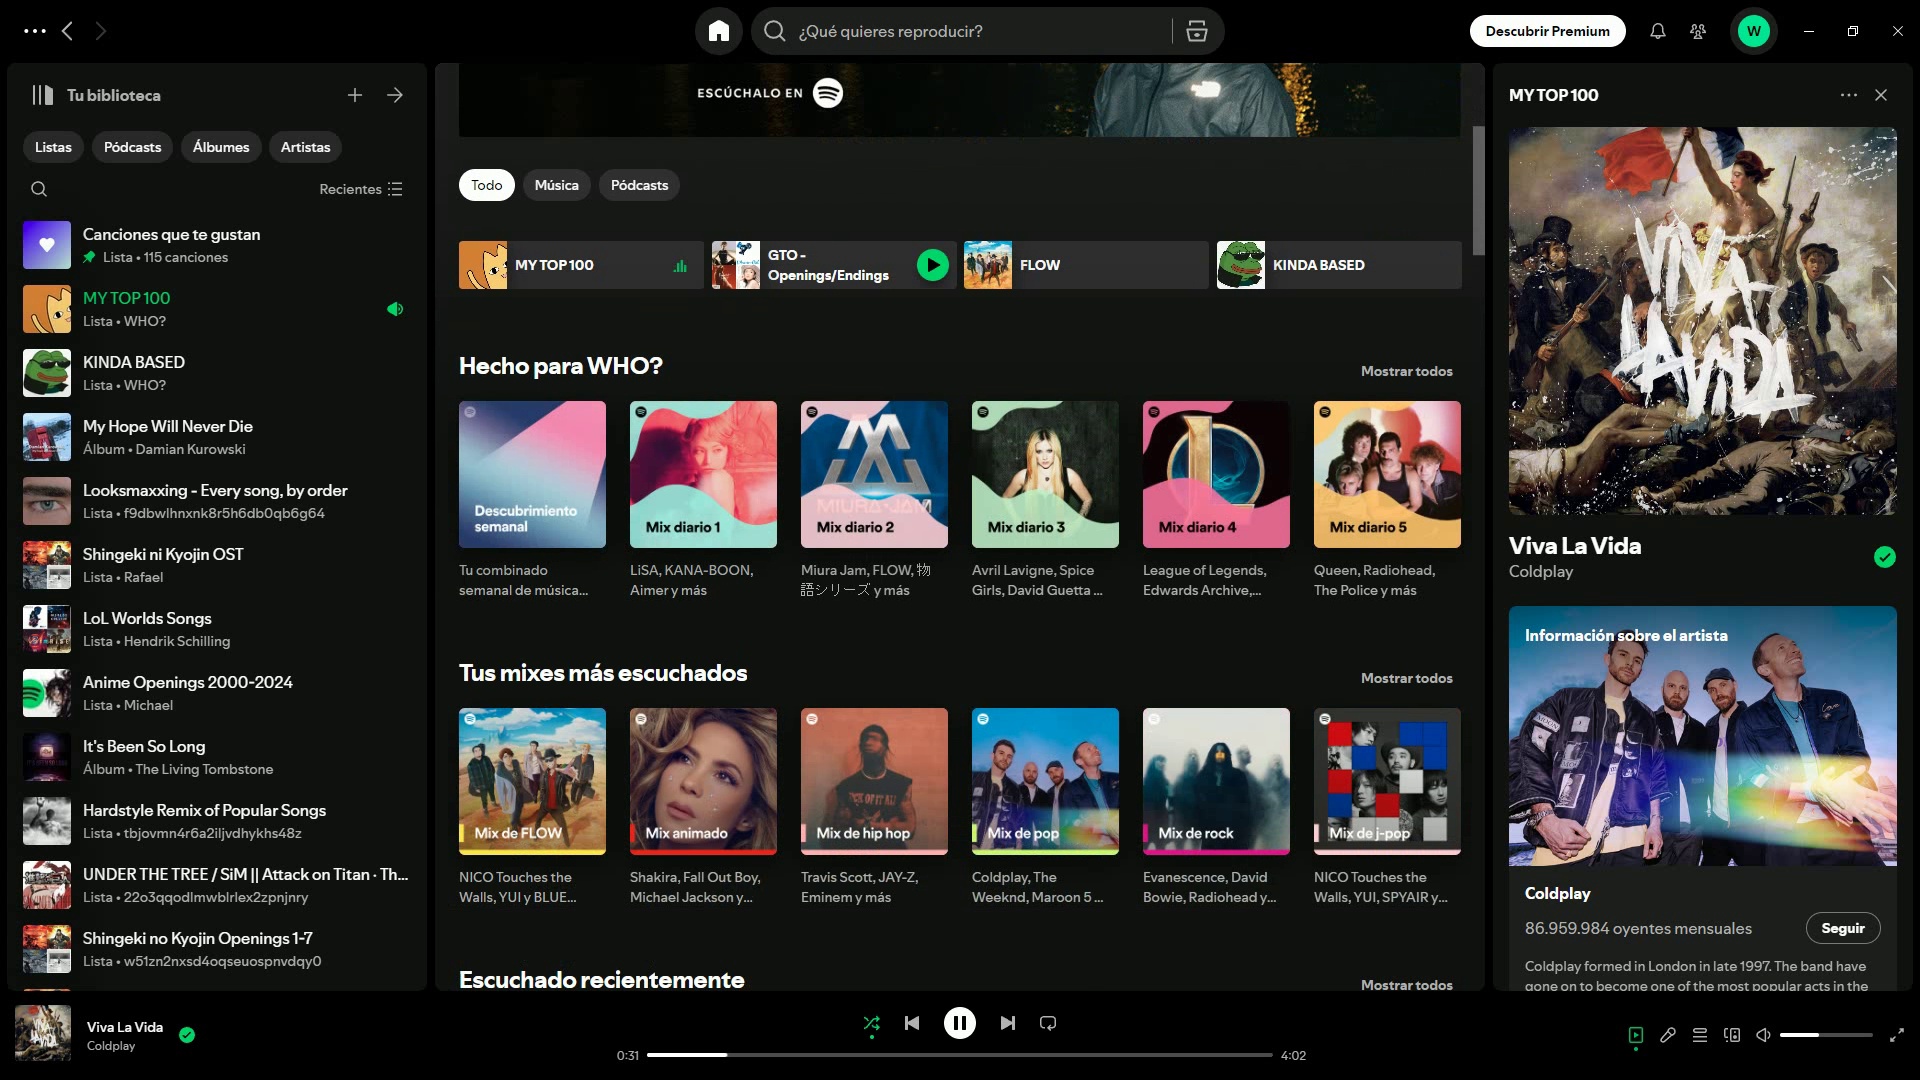 ¿Qué quieres reproducir?
Descubrir Premium
W
Tu biblioteca
Listas
Pódcasts
Álbumes
Artistas
Recientes
Canciones que te gustan
Lista • 115 canciones
MY TOP 100
Lista • WHO?
KINDA BASED
Lista • WHO?
My Hope Will Never Die
Álbum • Damian Kurowski
Looksmaxxing - Every song, by order
Lista • f9dbwlhnxnk8r5h6db0qb6g64
Shingeki ni Kyojin OST
Lista • Rafael
LoL Worlds Songs
Lista • Hendrik Schilling
Anime Openings 2000-2024
Lista • Michael
It's Been So Long
Álbum • The Living Tombstone
Hardstyle Remix of Popular Songs
Lista • tbjovmn4r6a2iljvdhykhs48z
UNDER THE TREE / SiM || Attack on Titan · Th...
Lista • 22o3qqodlmwblrlex2zpnjnry
Shingeki no Kyojin Openings 1-7
Lista • w51zn2nxsd4oqseuospnvdqy0
ESCÚCHALO EN
Todo
Música
Pódcasts
MY TOP 100
GTO -
Openings/Endings
FLOW
KINDA BASED
Hecho para WHO?
Mostrar todos
Descubrimiento
semanal
Mix diario 1
MIURA JAM
Mix diario 2
Mix diario 3
Mix diario 4
Mix diario 5
Tu combinado
semanal de música...
LiSA, KANA-BOON,
Aimer y más
Miura Jam, FLOW, 物
語シリーズ y más
Avril Lavigne, Spice
Girls, David Guetta ...
League of Legends,
Edwards Archive,...
Queen, Radiohead,
The Police y más
Tus mixes más escuchados
Mostrar todos
Mix de FLOW
Mix animado
Mix de hip hop
Mix de pop
Mix de rock
Mix de j-pop
NICO Touches the
Walls, YUI y BLUE...
Shakira, Fall Out Boy,
Michael Jackson y...
Travis Scott, JAY-Z,
Eminem y más
Coldplay, The
Weeknd, Maroon 5 ...
Evanescence, David
Bowie, Radiohead y...
NICO Touches the
Walls, YUI, SPYAIR y...
Escuchado recientemente
Mostrar todos
MY TOP 100
VIVA
LA VIDA
Viva La Vida
Coldplay
Información sobre el artista
Coldplay
86.959.984 oyentes mensuales
Seguir
Coldplay formed in London in late 1997. The band have
gone on to become one of the most popular acts in the
Viva La Vida
Coldplay
0:31
4:02